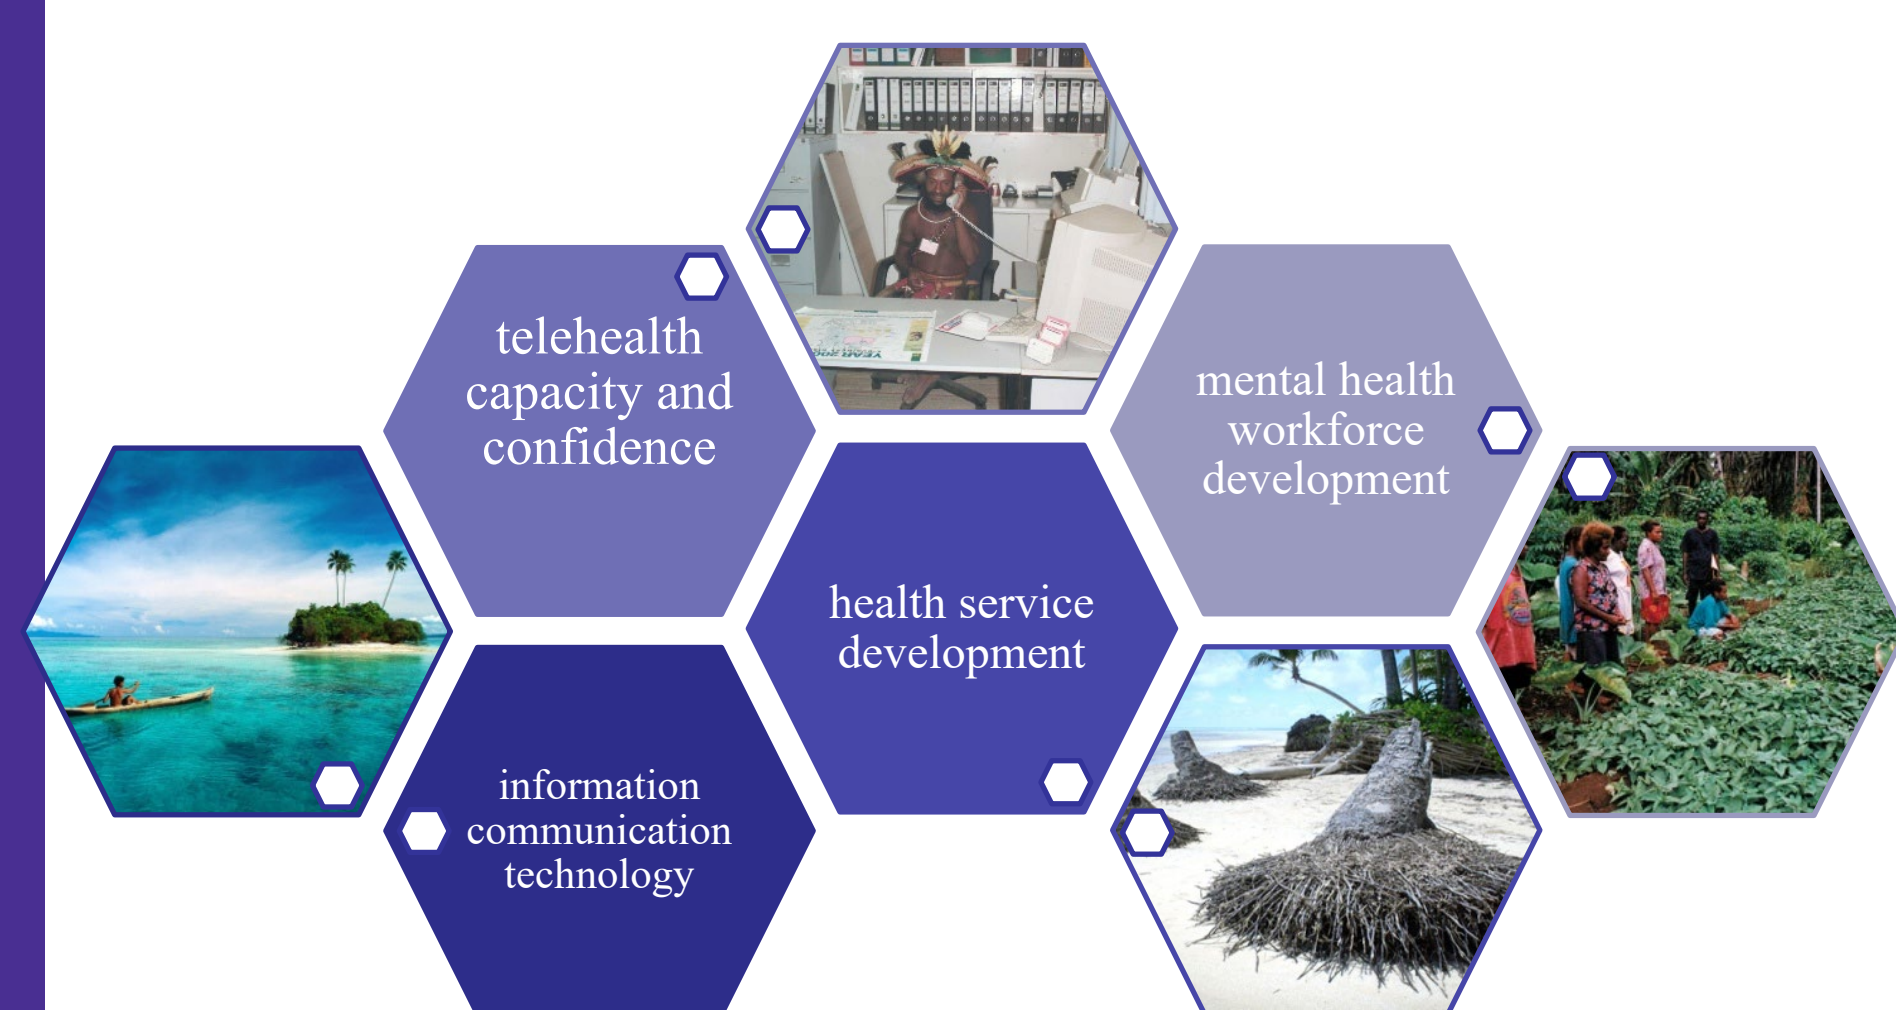 telehealth
capacity and
confidence
mental health
workforce
development
health service
development
information
communication
technology